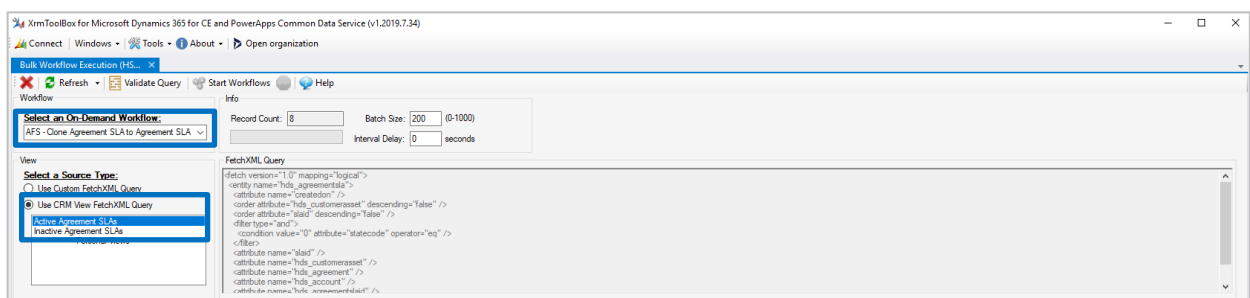 XrmToolBox for Microsoft Dynamics 365 for CE and PowerApps Common Data Service (v1.2019.7.34)
Connect Windows Tools About Open organization
Bulk Workflow Execution (HS...
Refresh Validate Query Start Workflows Help
Workflow
Select an On-Demand Workflow:
AFS - Clone Agreement SLA to Agreement SLA
Info
Record Count: 8 Batch Size: 200 (0-1000)
Interval Delay: 0 seconds
View
Select a Source Type:
Use Custom FetchXML Query
Use CRM View FetchXML Query
Active Agreement SLAs
Inactive Agreement SLAs
FetchXML Query
<fetch version="1.0" mapping="logical">
<entity name="hds_agreementsla">
<attribute name="createdon" />
<order attribute="hds_customerasset" descending="false" />
<order attribute="slaid" descending="false" />
<filter type="and">
<condition value="0" attribute="statecode" operator="eq" />
</filter>
<attribute name="slaid" />
<attribute name="hds_customerasset" />
<attribute name="hds_agreement" />
<attribute name="hds_account" />
<attribute name="hds_agreementslaid" />